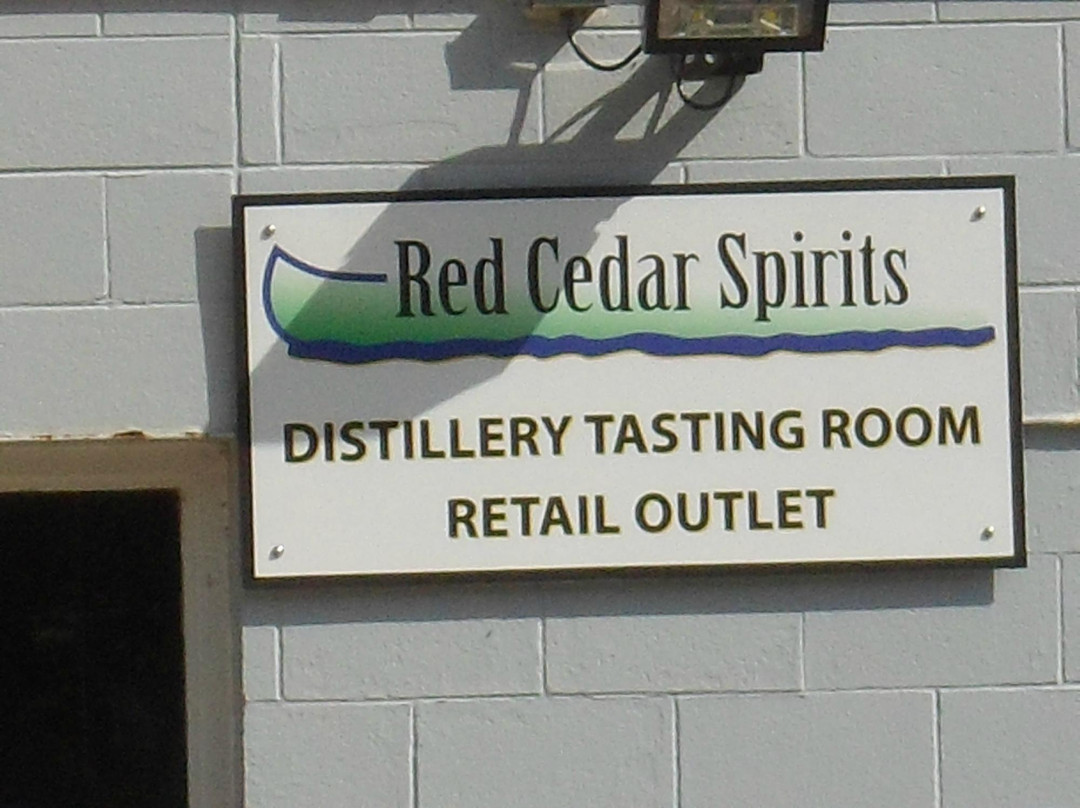 Red Cedar Spirits
DISTILLERY TASTING ROOM
RETAIL OUTLET